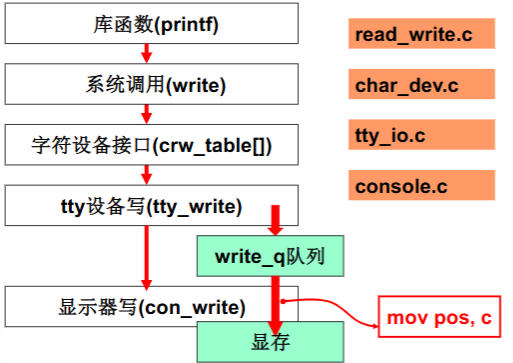 库函数(printf)
系统调用(write)
字符设备接口(crw_table[])
tty设备写(tty_write)
write_q队列
显示器写(con_write)
显存
read_write.c
char_dev.c
tty_io.c
console.c
mov pos, c